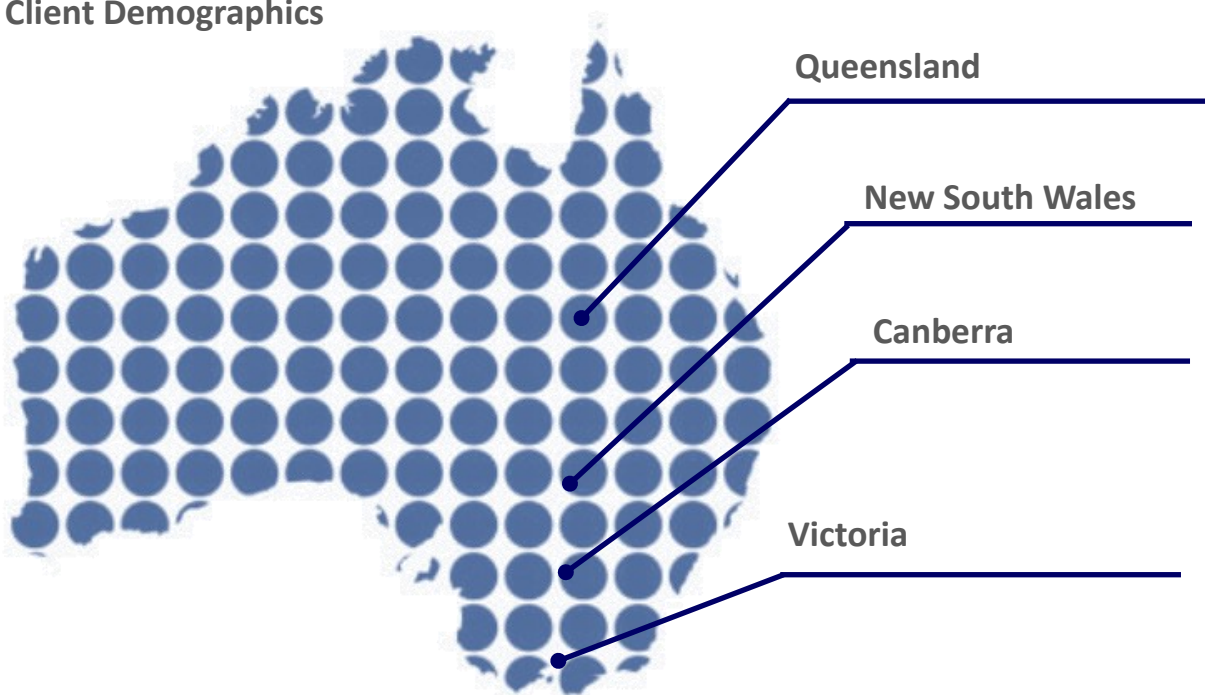 Client Demographics
Queensland
New South Wales
Canberra
Victoria